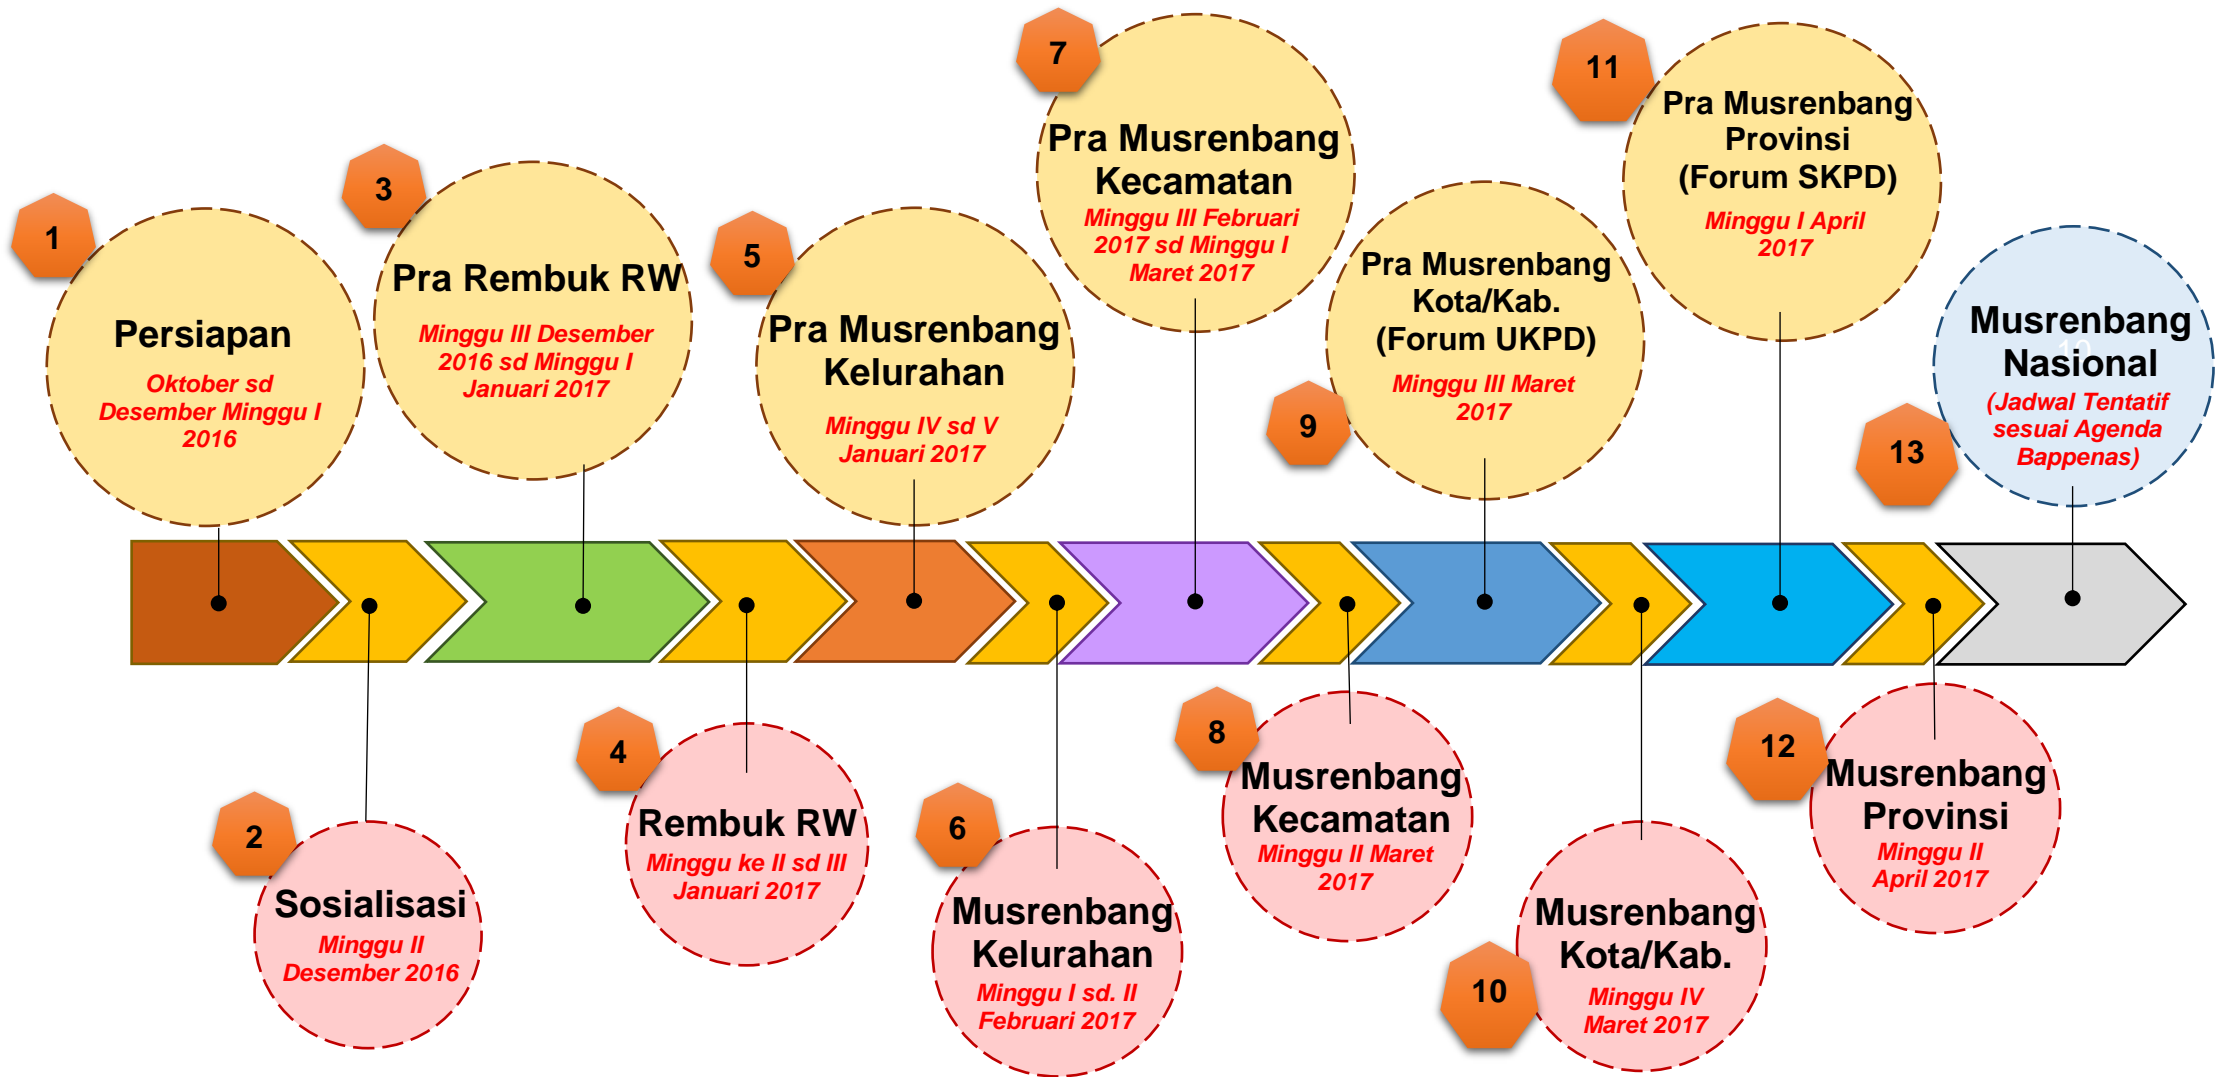 1
Persiapan
Oktober sd
Desember Minggu I
2016
2
Sosialisasi
Minggu II
Desember 2016
3
Pra Rembuk RW
Minggu III Desember
2016 sd Minggu I
Januari 2017
4
Rembuk RW
Minggu ke II sd III
Januari 2017
5
Pra Musrenbang
Kelurahan
Minggu IV sd V
Januari 2017
6
Musrenbang
Kelurahan
Minggu I sd. II
Februari 2017
7
Pra Musrenbang
Kecamatan
Minggu III Februari
2017 sd Minggu I
Maret 2017
8
Musrenbang
Kecamatan
Minggu II Maret
2017
9
Pra Musrenbang
Kota/Kab.
(Forum UKPD)
Minggu III Maret
2017
10
Musrenbang
Kota/Kab.
Minggu IV
Maret 2017
11
Pra Musrenbang
Provinsi
(Forum SKPD)
Minggu I April
2017
12
Musrenbang
Provinsi
Minggu II
April 2017
13
Musrenbang
Nasional
(Jadwal Tentatif
sesuai Agenda
Bappenas)